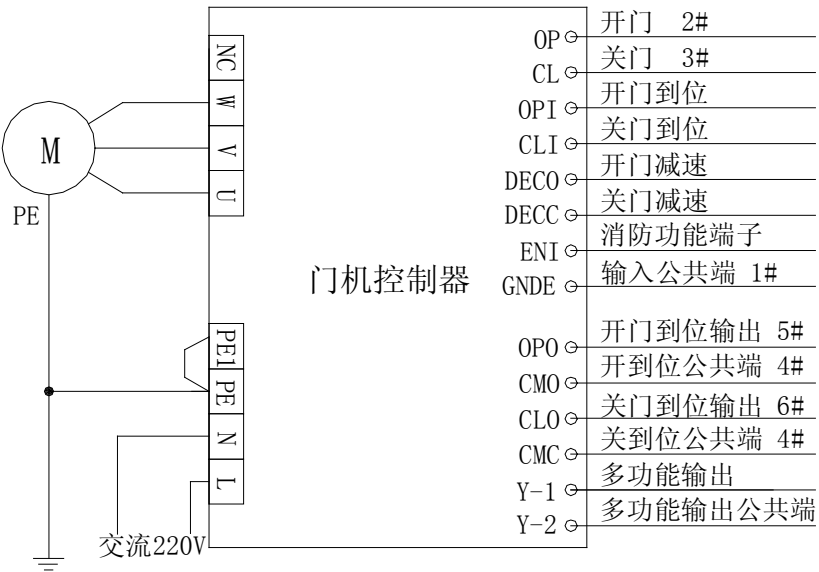 NC
W
V
U
M
PE
PE1
PE
N
L
交流220V
门机控制器
OP 开门 2#
CL 关门 3#
OPI 开门到位
CLI 关门到位
DECO 开门减速
DECC 关门减速
ENI 消防功能端子
GNDE 输入公共端 1#
OPO 开门到位输出 5#
CMO 开到位公共端 4#
CLO 关门到位输出 6#
CMC 关到位公共端 4#
Y-1 多功能输出
Y-2 多功能输出公共端